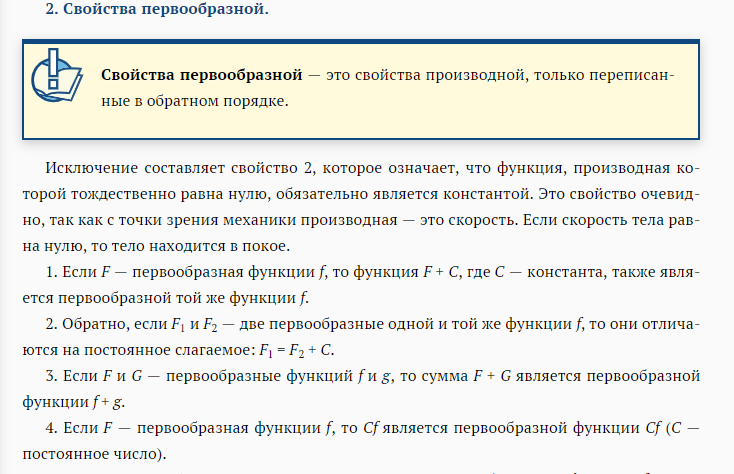 2. Свойства первообразной.
Свойства первообразной — это свойства производной, только переписан-
ные в обратном порядке.
Исключение составляет свойство 2, которое означает, что функция, производная ко-
торой тождественно равна нулю, обязательно является константой. Это свойство очевид-
но, так как с точки зрения механики производная — это скорость. Если скорость тела рав-
на нулю, то тело находится в покое.
1. Если F — первообразная функции f, то функция F + C, где C — константа, также явля-
ется первообразной той же функции f.
2. Обратно, если F₁ и F₂ — две первообразные одной и той же функции f, то они отлича-
ются на постоянное слагаемое: F₁ = F₂ + C.
3. Если F и G — первообразные функций f и g, то сумма F + G является первообразной
функции f + g.
4. Если F — первообразная функции f, то Cf является первообразной функции Cf (C —
постоянное число).